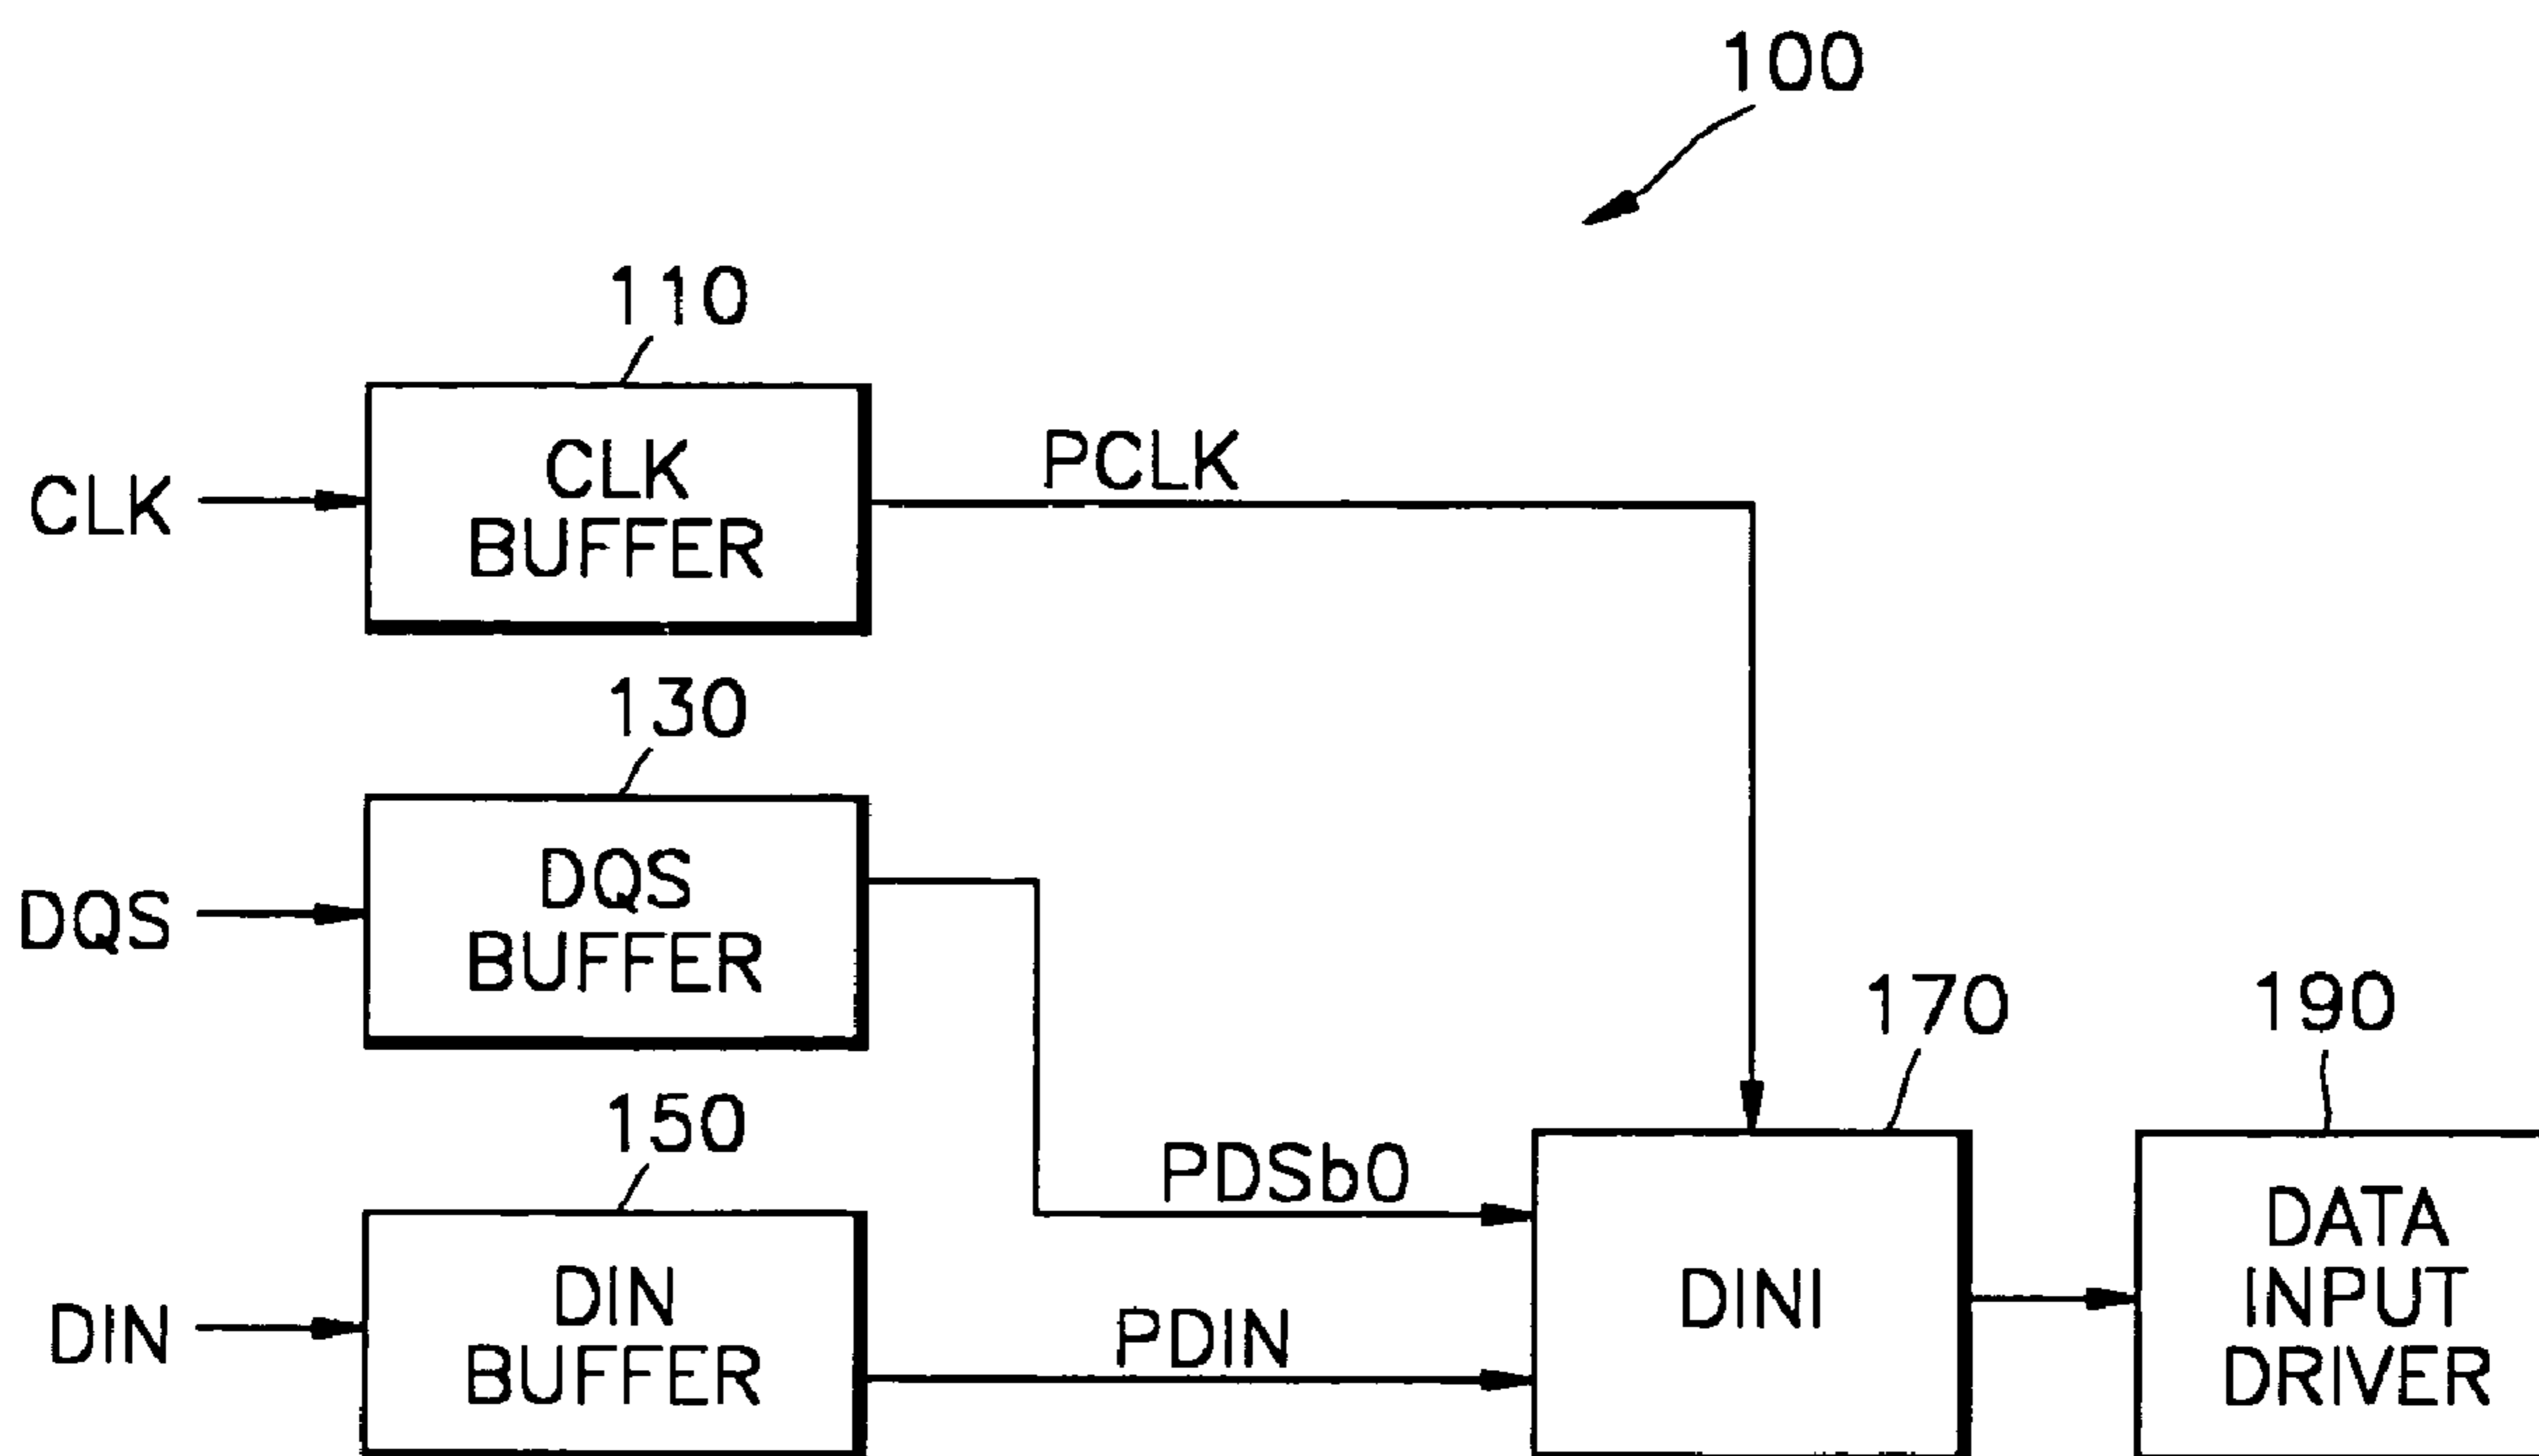 100
110
CLK
CLK
BUFFER
PCLK
130
DQS
DQS
BUFFER
170
190
150
PDSb0
DIN
DIN
BUFFER
PDIN
DINI
DATA
INPUT
DRIVER